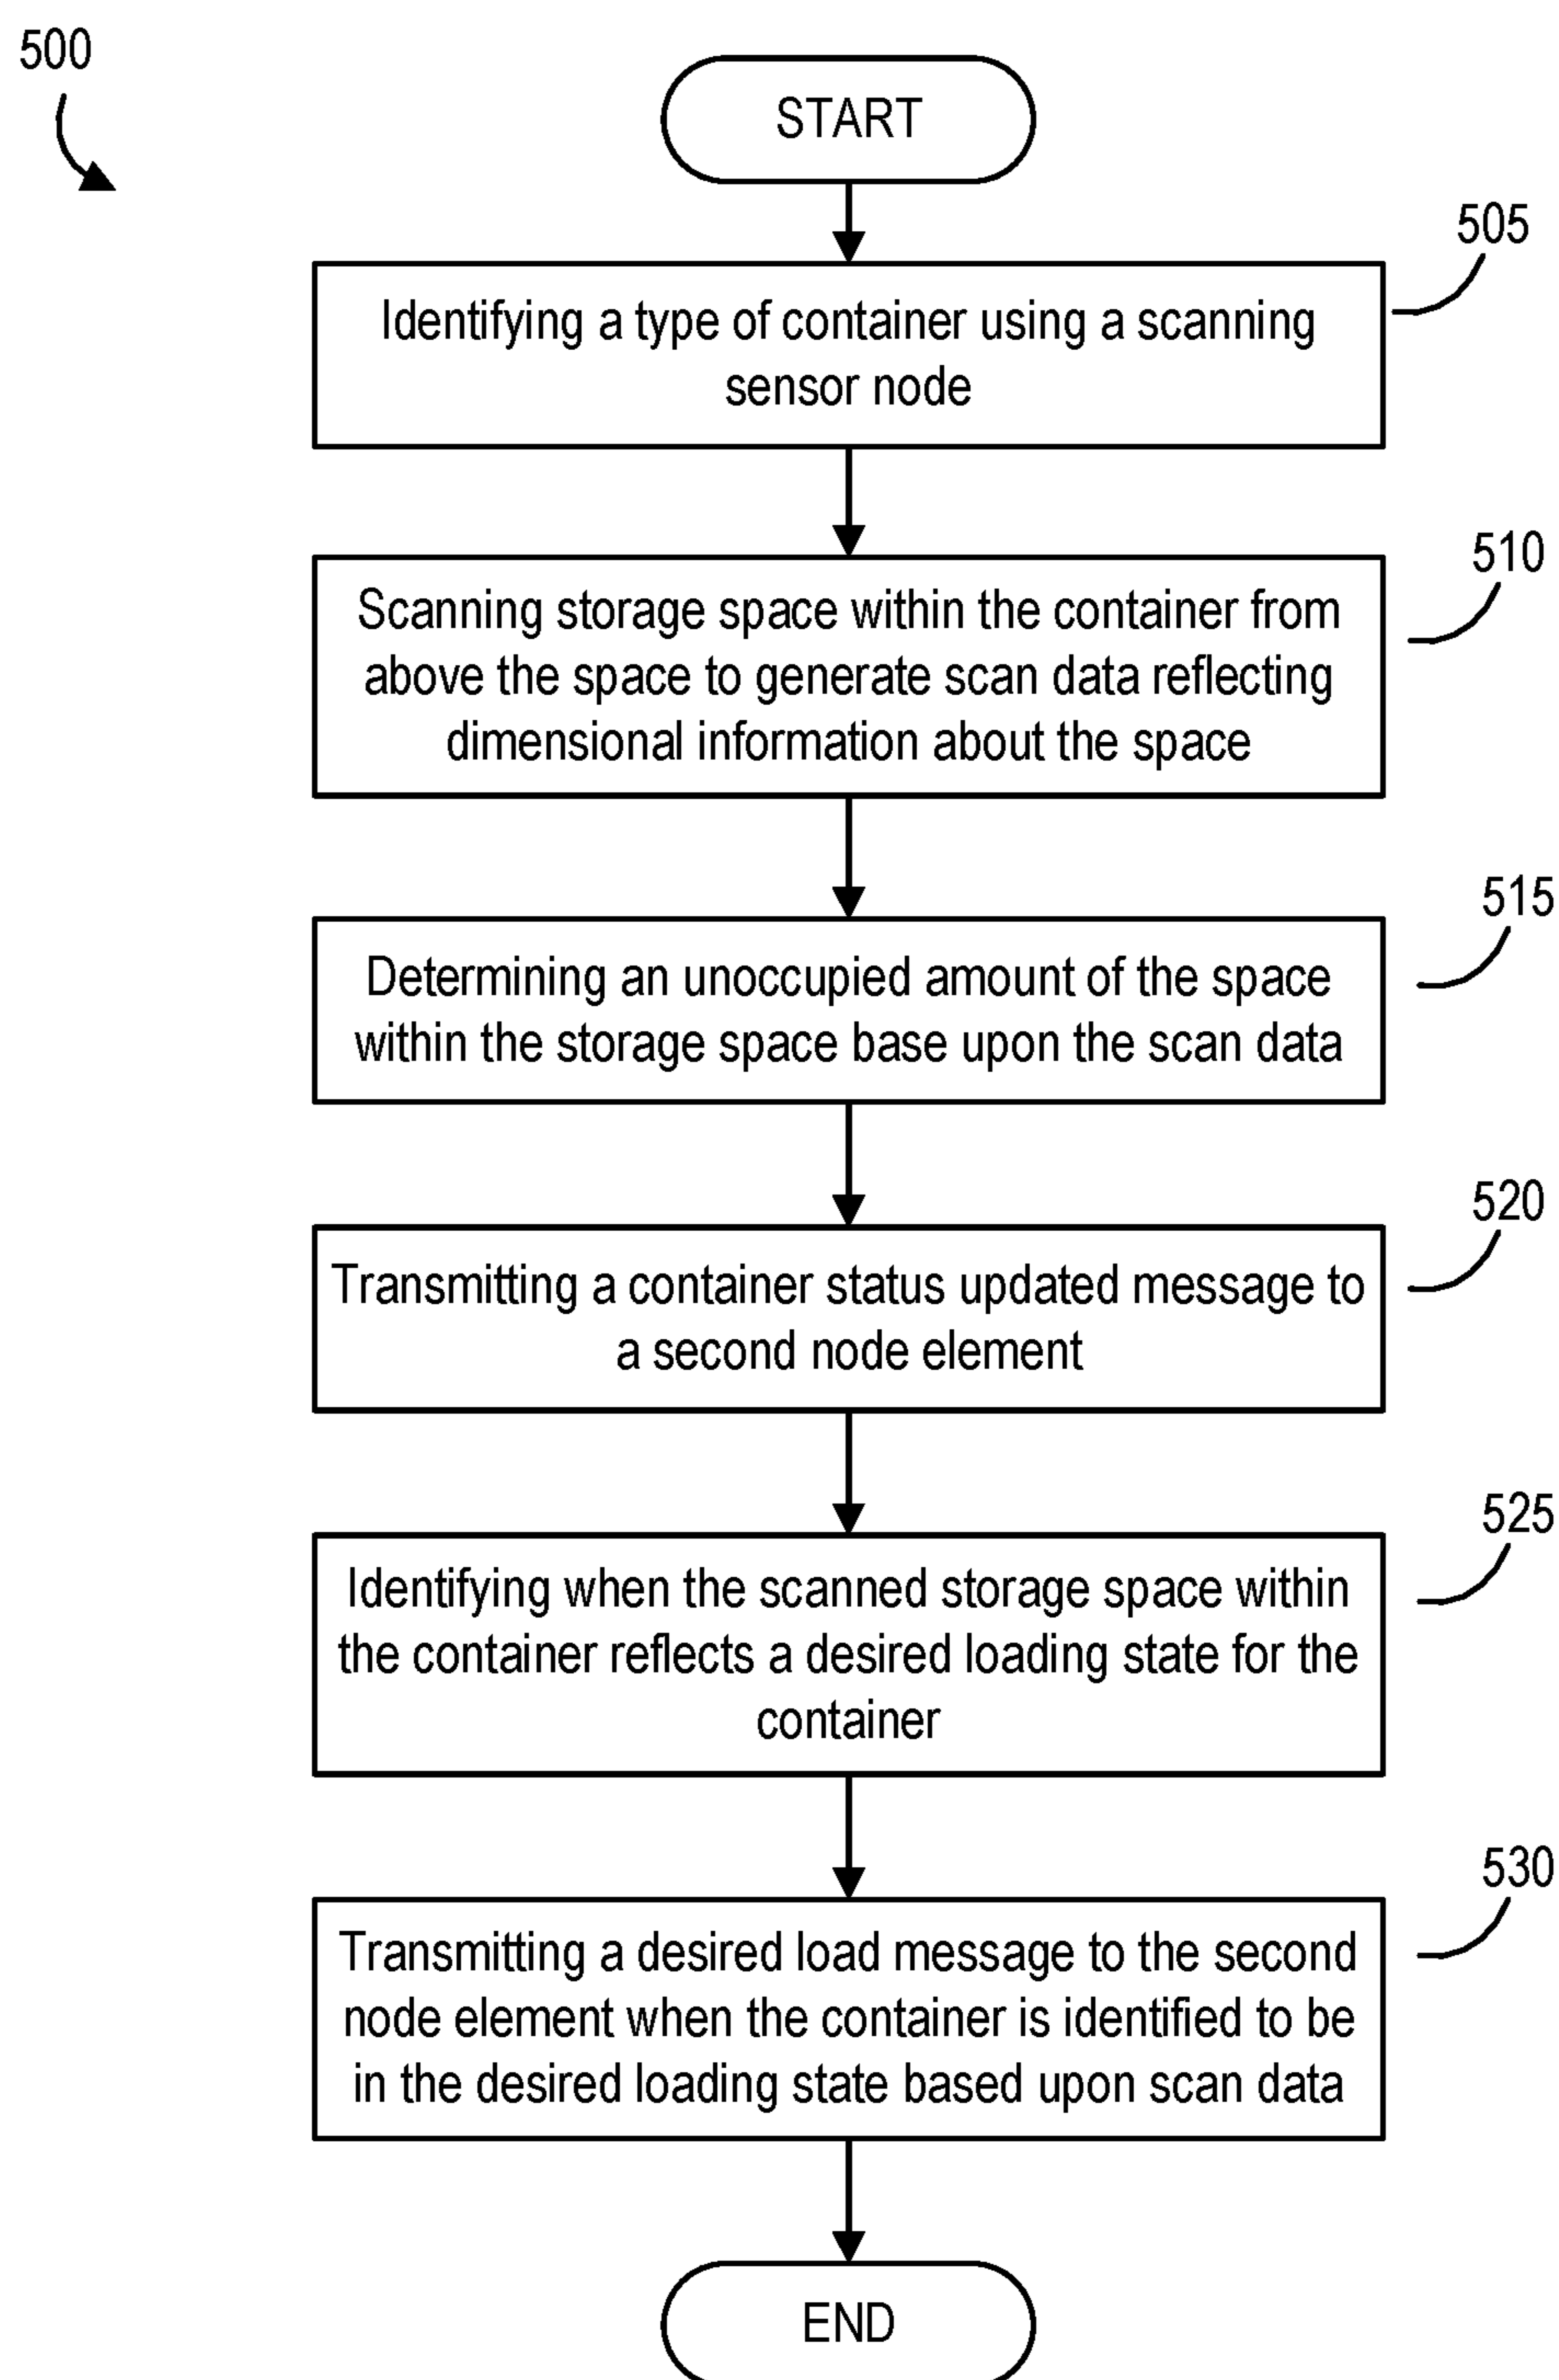 500
START
505
Identifying a type of container using a scanning
sensor node
510
Scanning storage space within the container from
above the space to generate scan data reflecting
dimensional information about the space
515
Determining an unoccupied amount of the space
within the storage space base upon the scan data
520
Transmitting a container status updated message to
a second node element
525
Identifying when the scanned storage space within
the container reflects a desired loading state for the
container
530
Transmitting a desired load message to the second
node element when the container is identified to be
in the desired loading state based upon scan data
END